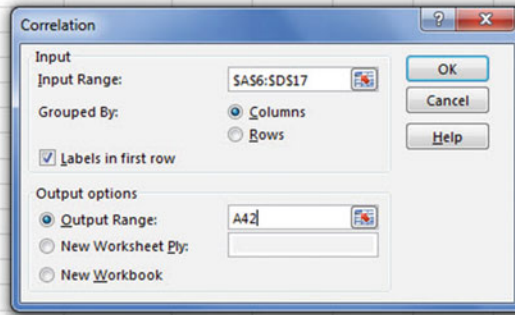 Correlation
Input
Input Range: $A$6:$D$17
Grouped By: Columns
Rows
Labels in first row
Output options
Output Range: A42
New Worksheet Ply:
New Workbook
OK
Cancel
Help